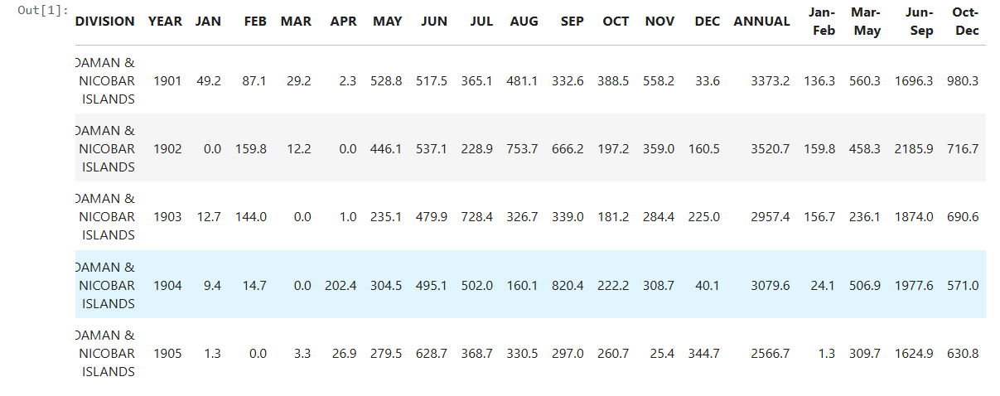 Out[1]:
DIVISION YEAR JAN FEB MAR APR MAY JUN JUL AUG SEP OCT NOV DEC ANNUAL Jan-Feb Mar-May Jun-Sep Oct-Dec
DAMAN &
NICOBAR 1901 49.2 87.1 29.2 2.3 528.8 517.5 365.1 481.1 332.6 388.5 558.2 33.6 3373.2 136.3 560.3 1696.3 980.3
ISLANDS
DAMAN &
NICOBAR 1902 0.0 159.8 12.2 0.0 446.1 537.1 228.9 753.7 666.2 197.2 359.0 160.5 3520.7 159.8 458.3 2185.9 716.7
ISLANDS
DAMAN &
NICOBAR 1903 12.7 144.0 0.0 1.0 235.1 479.9 728.4 326.7 339.0 181.2 284.4 225.0 2957.4 156.7 236.1 1874.0 690.6
ISLANDS
DAMAN &
NICOBAR 1904 9.4 14.7 0.0 202.4 304.5 495.1 502.0 160.1 820.4 222.2 308.7 40.1 3079.6 24.1 506.9 1977.6 571.0
ISLANDS
DAMAN &
NICOBAR 1905 1.3 0.0 3.3 26.9 279.5 628.7 368.7 330.5 297.0 260.7 25.4 344.7 2566.7 1.3 309.7 1624.9 630.8
ISLANDS